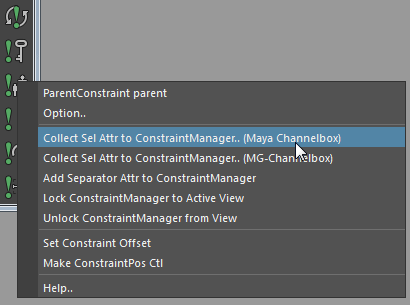 ParentConstraint parent
Option..
Collect Sel Attr to ConstraintManager.. (Maya Channelbox)
Collect Sel Attr to ConstraintManager.. (MG-Channelbox)
Add Separator Attr to ConstraintManager
Lock ConstraintManager to Active View
Unlock ConstraintManager from View
Set Constraint Offset
Make ConstraintPos Ctl
Help..